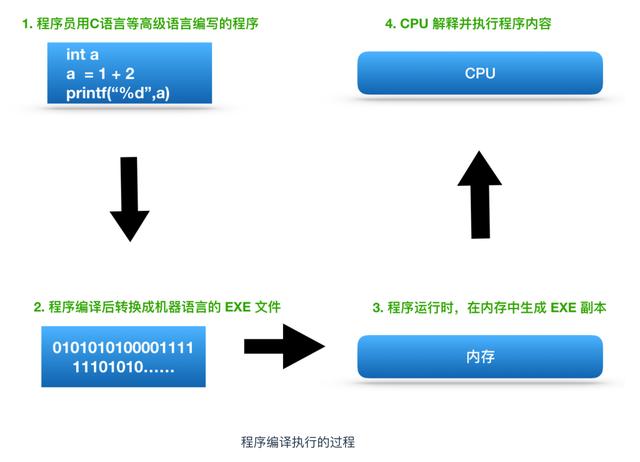 1. 程序员用C语言等高级语言编写的程序
int a
a = 1 + 2
printf(“%d”,a)
4. CPU 解释并执行程序内容
CPU
2. 程序编译后转换成机器语言的 EXE 文件
0101010100001111
11101010……
3. 程序运行时，在内存中生成 EXE 副本
内存
程序编译执行的过程